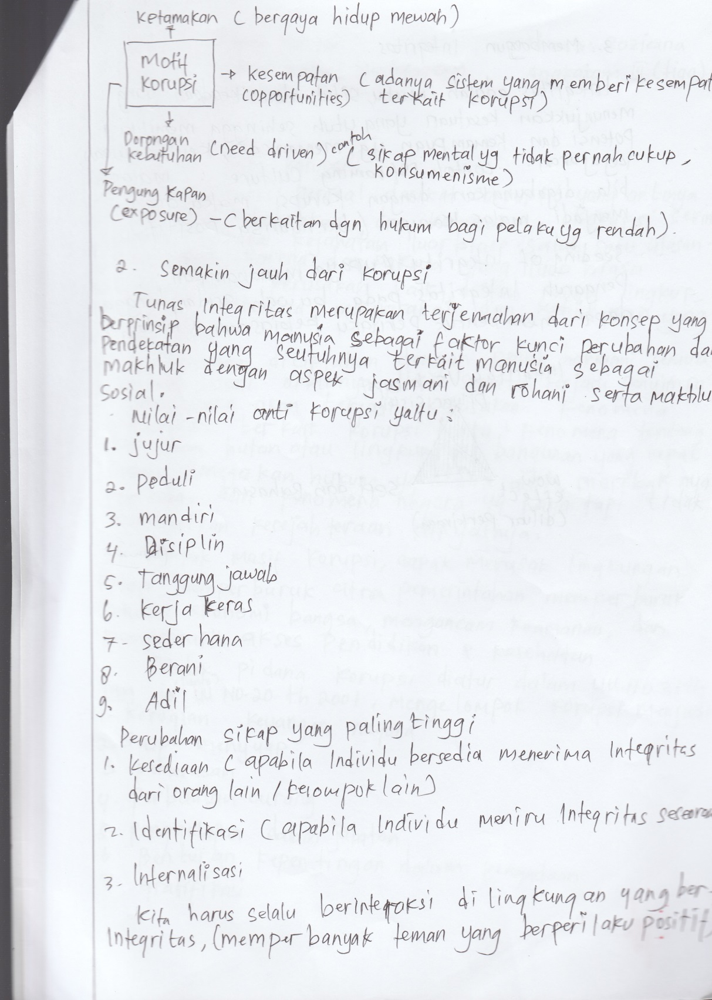 Ketamakan (bergaya hidup mewah)
Motif
Korupsi
→ Kesempatan (adanya sistem yang memberi kesempat
(opportunities) terkait korupsi)
Dorongan
kebutuhan (need driven) contoh (sikap mental yg tidak pernah cukup,
konsumenisme)
Pengungkapan
(exposure) - (berkaitan dgn hukum bagi pelaku yg rendah).
2. Semakin jauh dari korupsi
Tunas Integritas merupakan terjemahan dari konsep yang
berprinsip bahwa manusia sebagai faktor kunci perubahan da
Pendekatan yang seutuhnya terkait manusia sebagai
makhluk dengan aspek jasmani dan rohani serta makhlu
Sosial.
Nilai-nilai anti korupsi yaitu :
1. jujur
2. peduli
3. mandiri
4. Disiplin
5. Tanggung jawab
6. Kerja keras
7- sederhana
8. Berani
9. Adil
Perubahan sikap yang paling tinggi
1. Kesediaan (apabila Individu bersedia menerima Integritas
dari orang lain / kelompok lain)
2. Identifikasi (apabila Individu meniru Integritas seseoran
3- Internalisasi
Kita harus selalu berinteraksi di lingkungan yang ber-
Integritas, (memperbanyak teman yang berperilaku positif)